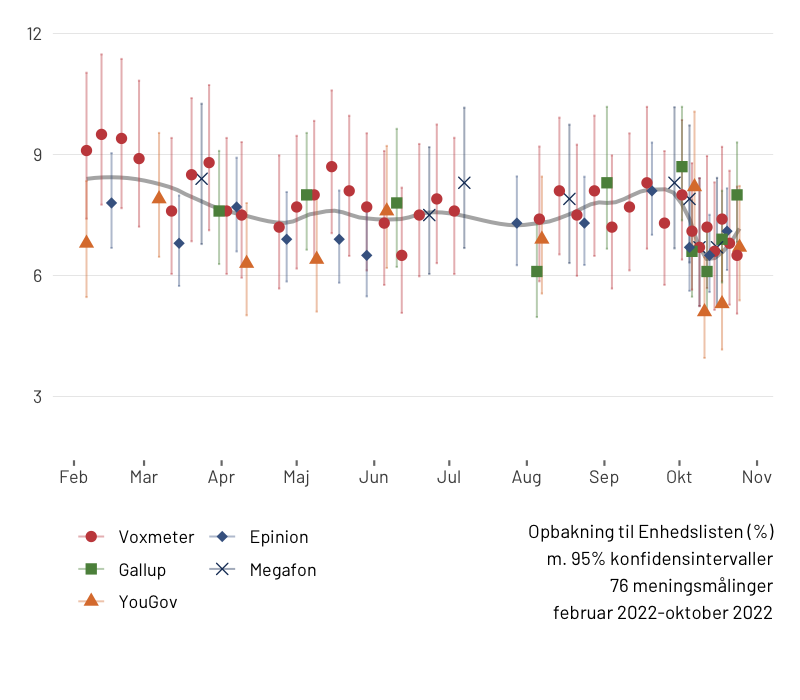 12
9
6
3
Feb Mar Apr Maj Jun Jul Aug Sep Okt Nov
Voxmeter Epinion
Gallup Megafon
YouGov
Opbakning til Enhedslisten (%)
m. 95% konfidensintervaller
76 meningsmålinger
februar 2022-oktober 2022